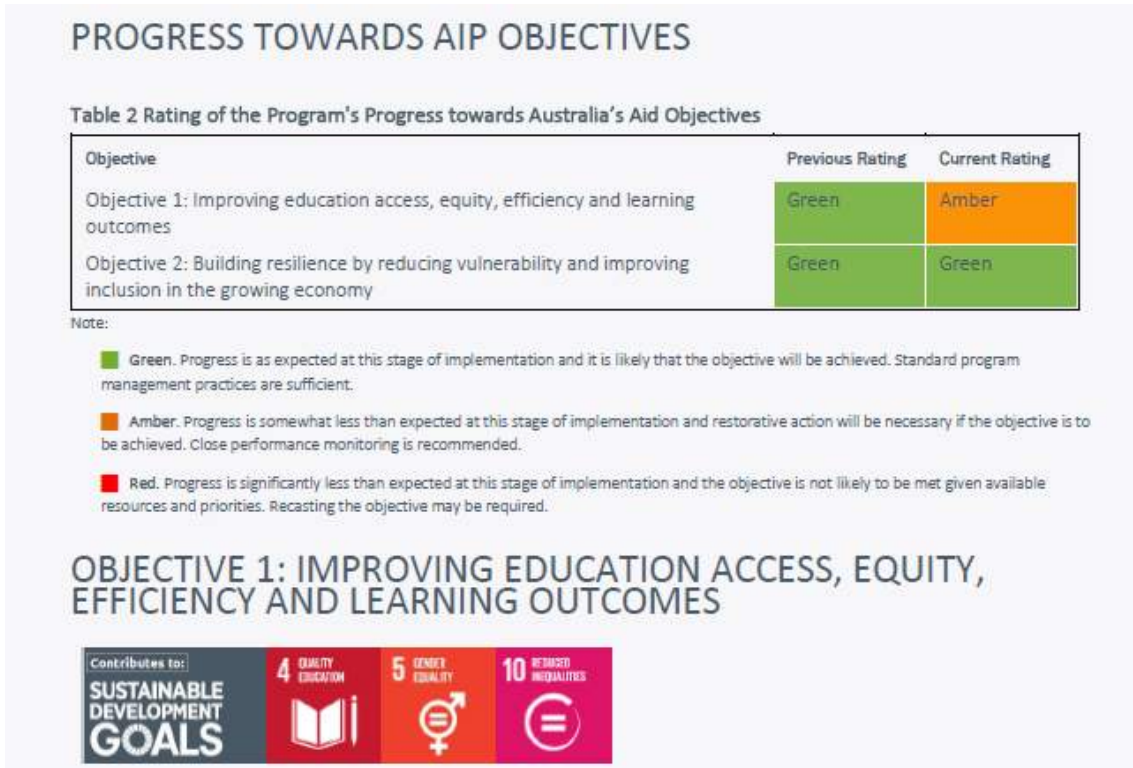 PROGRESS TOWARDS AIP OBJECTIVES
Table 2 Rating of the Program's Progress towards Australia's Aid Objectives
Objective Previous Rating Current Rating
Objective 1: Improving education access, equity, efficiency and learning Green Amber
outcomes
Objective 2: Building resilience by reducing vulnerability and improving Green Green
inclusion in the growing economy
Note:
Green. Progress is as expected at this stage of implementation and it is likely that the objective will be achieved. Standard program
management practices are sufficient.
Amber. Progress is somewhat less than expected at this stage of implementation and restorative action will be necessary if the objective is to
be achieved. Close performance monitoring is recommended.
Red. Progress is significantly less than expected at this stage of implementation and the objective is not likely to be met given available
resources and priorities. Recasting the objective may be required.
OBJECTIVE 1: IMPROVING EDUCATION ACCESS, EQUITY,
EFFICIENCY AND LEARNING OUTCOMES
Contributes to:
SUSTAINABLE
DEVELOPMENT
GOALS
4 QUALITY
EDUCATION
5 GENDER
EQUALITY
10 REDUCED
INEQUALITIES